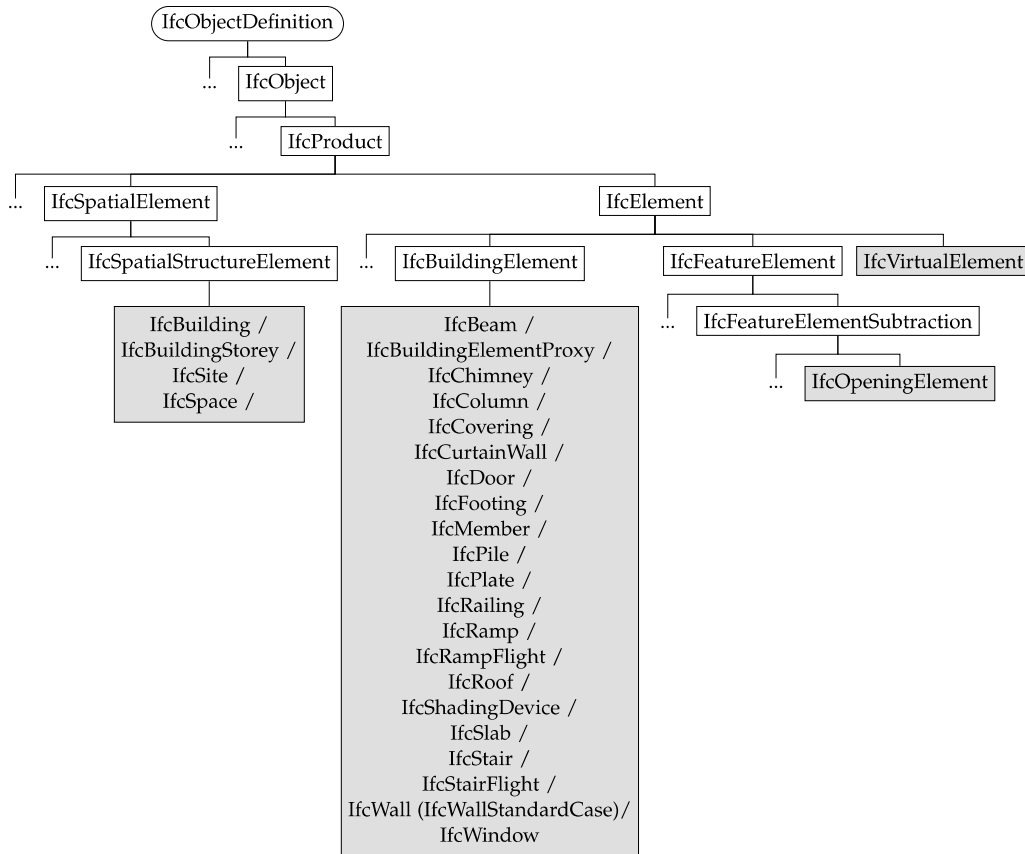 IfcObjectDefinition
... IfcObject
... IfcProduct
... IfcSpatialElement IfcElement
... IfcSpatialStructureElement ... IfcBuildingElement IfcFeatureElement IfcVirtualElement
IfcBuilding /
IfcBuildingStorey /
IfcSite /
IfcSpace /
IfcBeam /
IfcBuildingElementProxy /
IfcChimney /
IfcColumn /
IfcCovering /
IfcCurtainWall /
IfcDoor /
IfcFooting /
IfcMember /
IfcPile /
IfcPlate /
IfcRailing /
IfcRamp /
IfcRampFlight /
IfcRoof /
IfcShadingDevice /
IfcSlab /
IfcStair /
IfcStairFlight /
IfcWall (IfcWallStandardCase)/
IfcWindow
... IfcFeatureElementSubtraction
... IfcOpeningElement